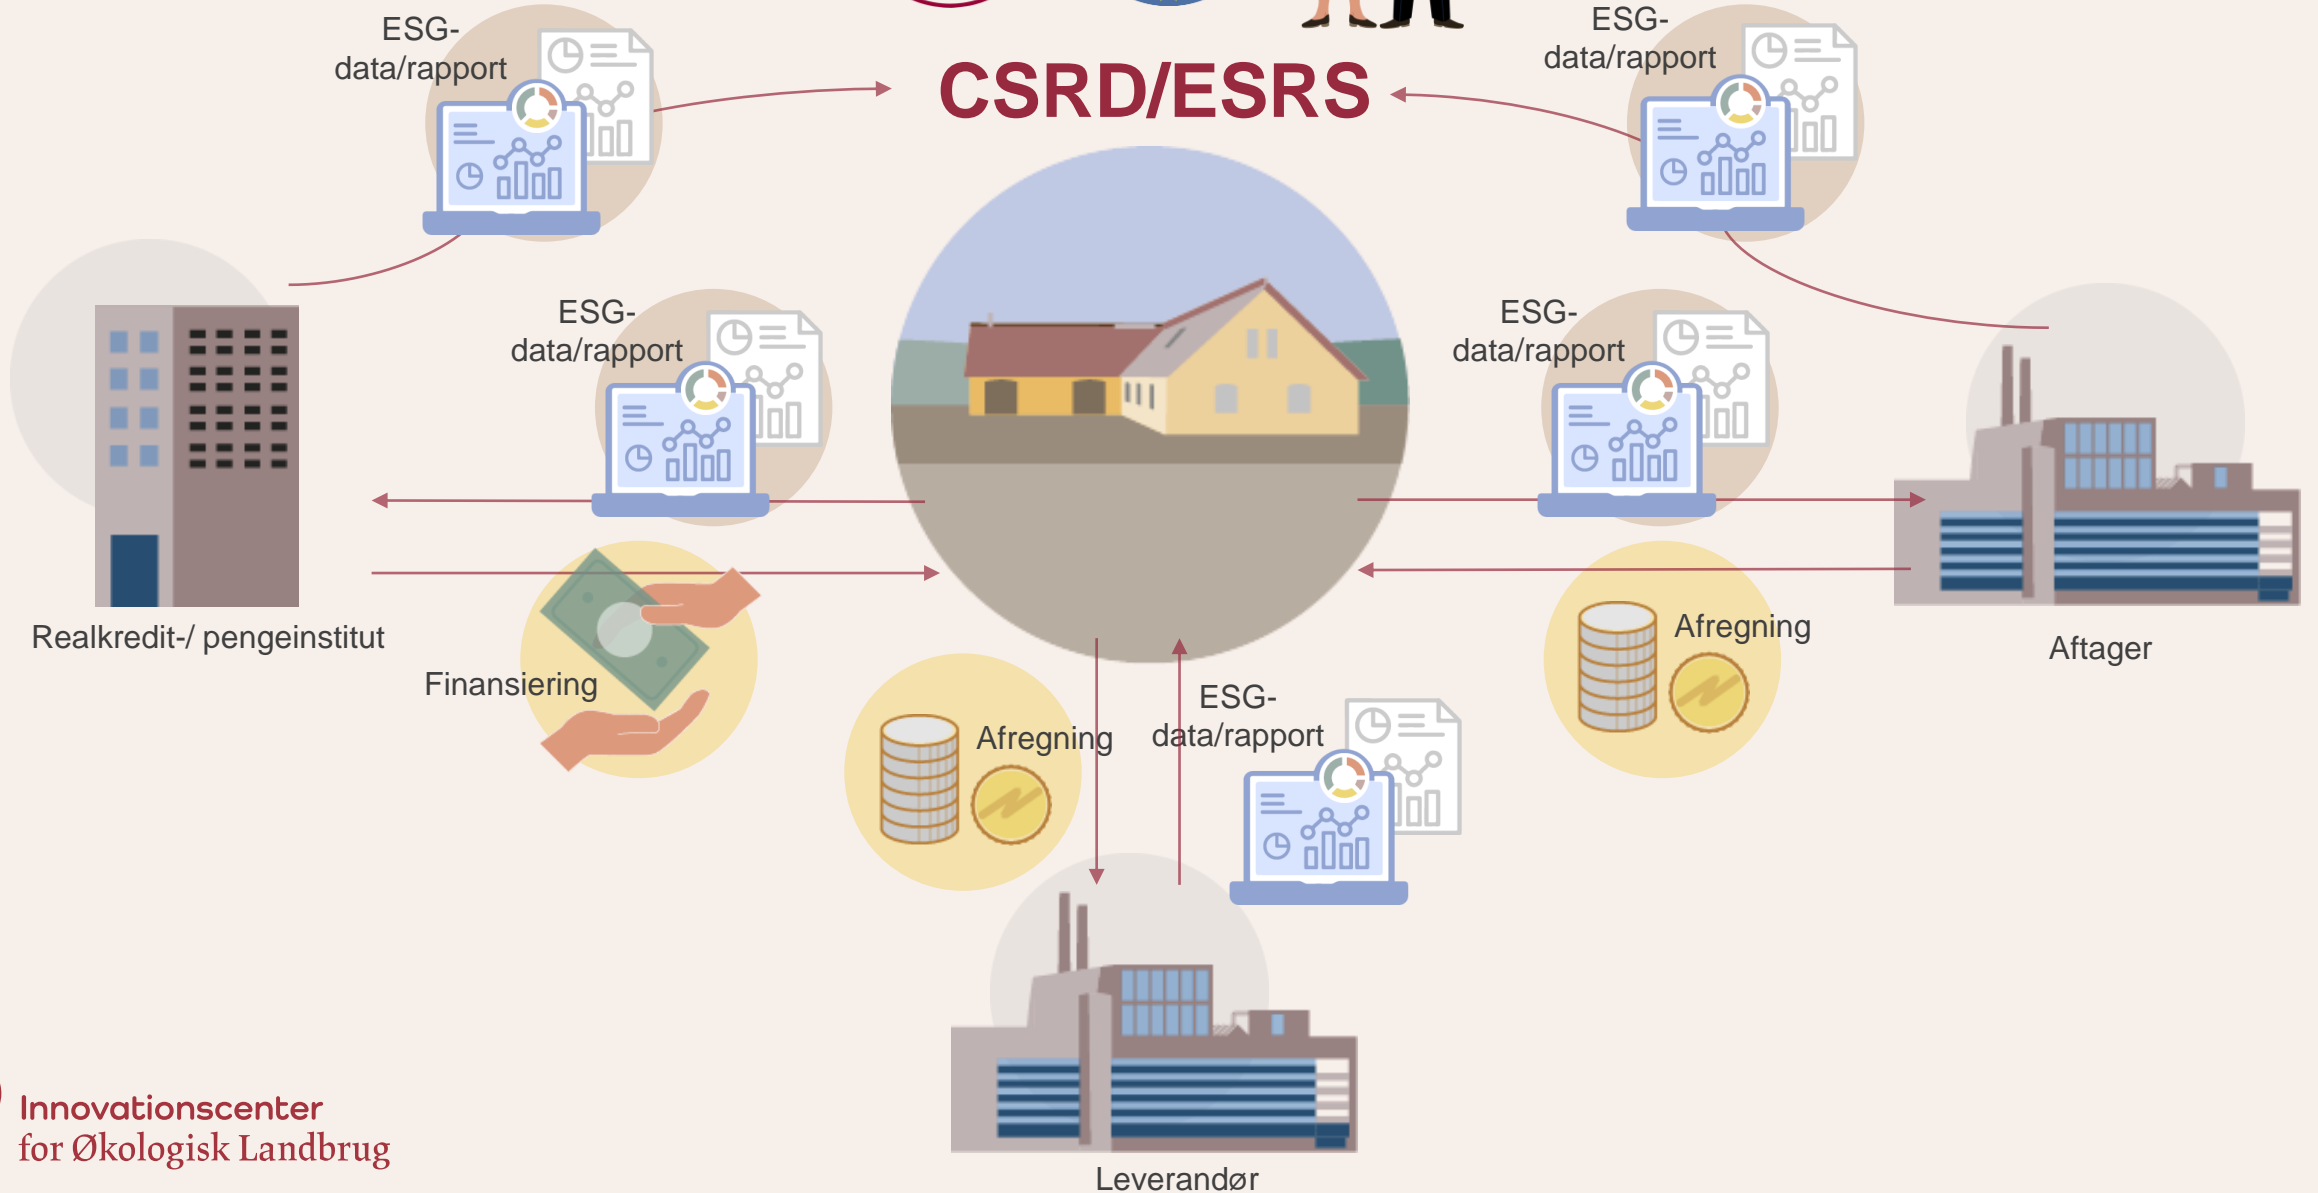 ESG-
data/rapport
ESG-
data/rapport
CSRD/ESRS
ESG-
data/rapport
ESG-
data/rapport
Realkredit-/ pengeinstitut
Finansiering
Afregning
Aftager
Afregning
ESG-
data/rapport
Leverandør
Innovationscenter
for Økologisk Landbrug